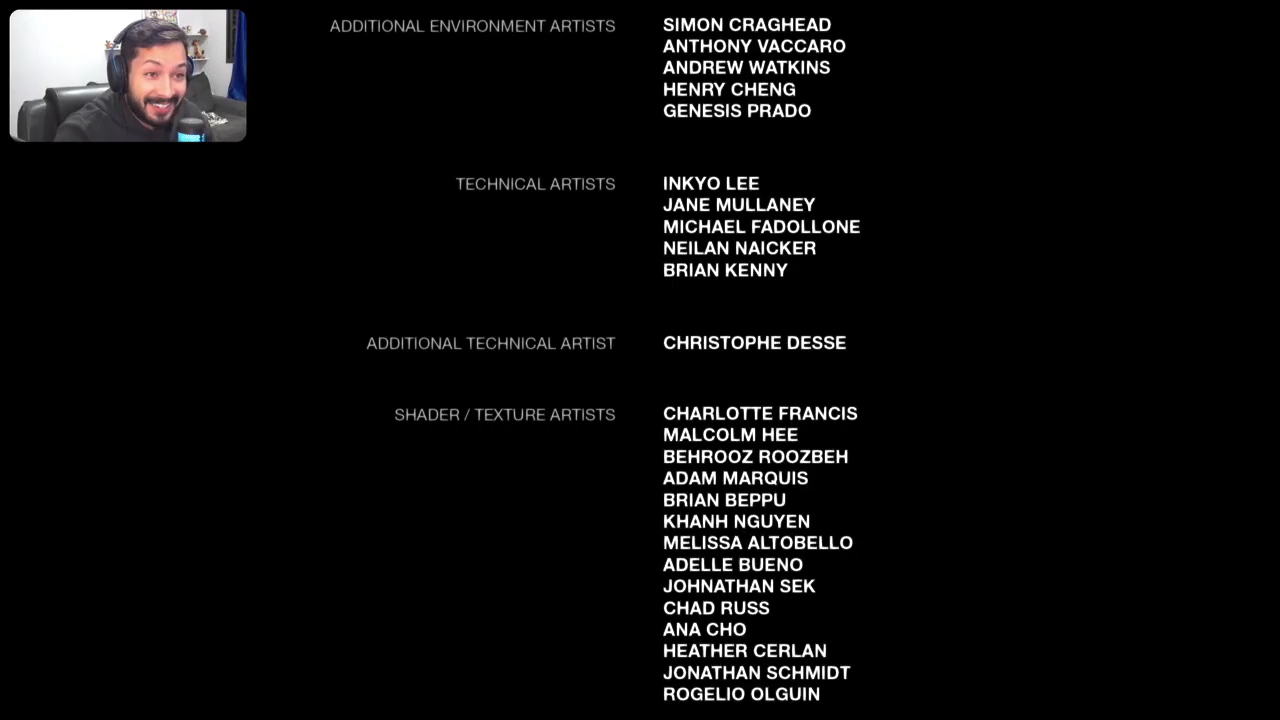 ADDITIONAL ENVIRONMENT ARTISTS SIMON CRAGHEAD
ANTHONY VACCARO
ANDREW WATKINS
HENRY CHENG
GENESIS PRADO
TECHNICAL ARTISTS INKYO LEE
JANE MULLANEY
MICHAEL FADOLLONE
NEILAN NAICKER
BRIAN KENNY
ADDITIONAL TECHNICAL ARTIST CHRISTOPHE DESSE
SHADER / TEXTURE ARTISTS CHARLOTTE FRANCIS
MALCOLM HEE
BEHROOZ ROOZBEH
ADAM MARQUIS
BRIAN BEPPU
KHANH NGUYEN
MELISSA ALTOBELLO
ADELLE BUENO
JOHNATHAN SEK
CHAD RUSS
ANA CHO
HEATHER CERLAN
JONATHAN SCHMIDT
ROGELIO OLGUIN